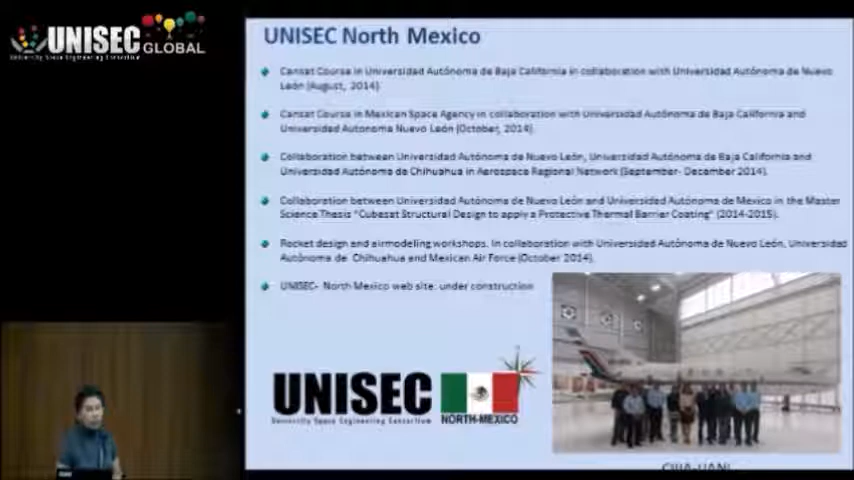 UNISEC GLOBAL
University Space Engineering Consortium
UNISEC North Mexico
Cansat Course in Universidad Autónoma de Baja California in collaboration with Universidad Autónoma de Nuevo
León (August, 2014)
Cansat Course in Mexican Space Agency in collaboration with Universidad Autónoma de Baja California and
Universidad Autonoma Nuevo León (October, 2014).
Collaboration between Universidad Autónoma de Nuevo León, Universidad Autónoma de Baja California and
Universidad Autónoma de Chihuahua in Aerospace Regional Network (September- December 2014).
Collaboration between Universidad Autónoma de Nuevo León and Universidad Autónoma de Mexico in the Master
Science Thesis "Cubesat Structural Design to apply a Protective Thermal Barrier Coating" (2014-2015).
Rocket design and airmodeling workshops. In collaboration with Universidad Autónoma de Nuevo León, Universidad
Autónoma de Chihuahua and Mexican Air Force (October 2014).
UNISEC- North Mexico web site: under construction
UNISEC
University Space Engineering Consortium
NORTH-MEXICO
CIIIA-UANL